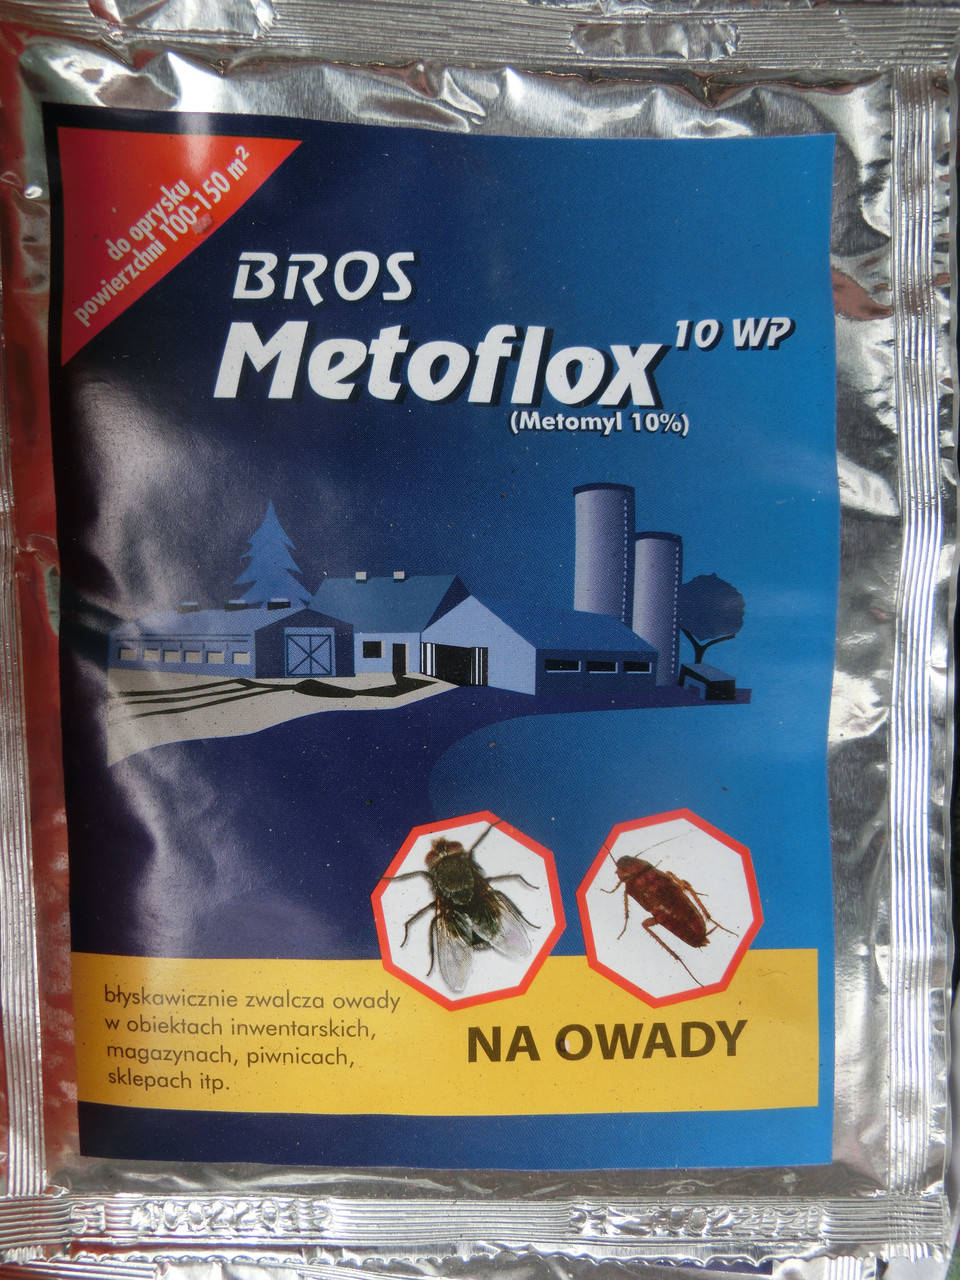 do oprysku
powierzchni 100-150 m²
BROS
Metoflox 10 WP
(Metomyl 10%)
błyskawicznie zwalcza owady
w obiektach inwentarskich,
magazynach, piwnicach,
sklepach itp.
NA OWADY